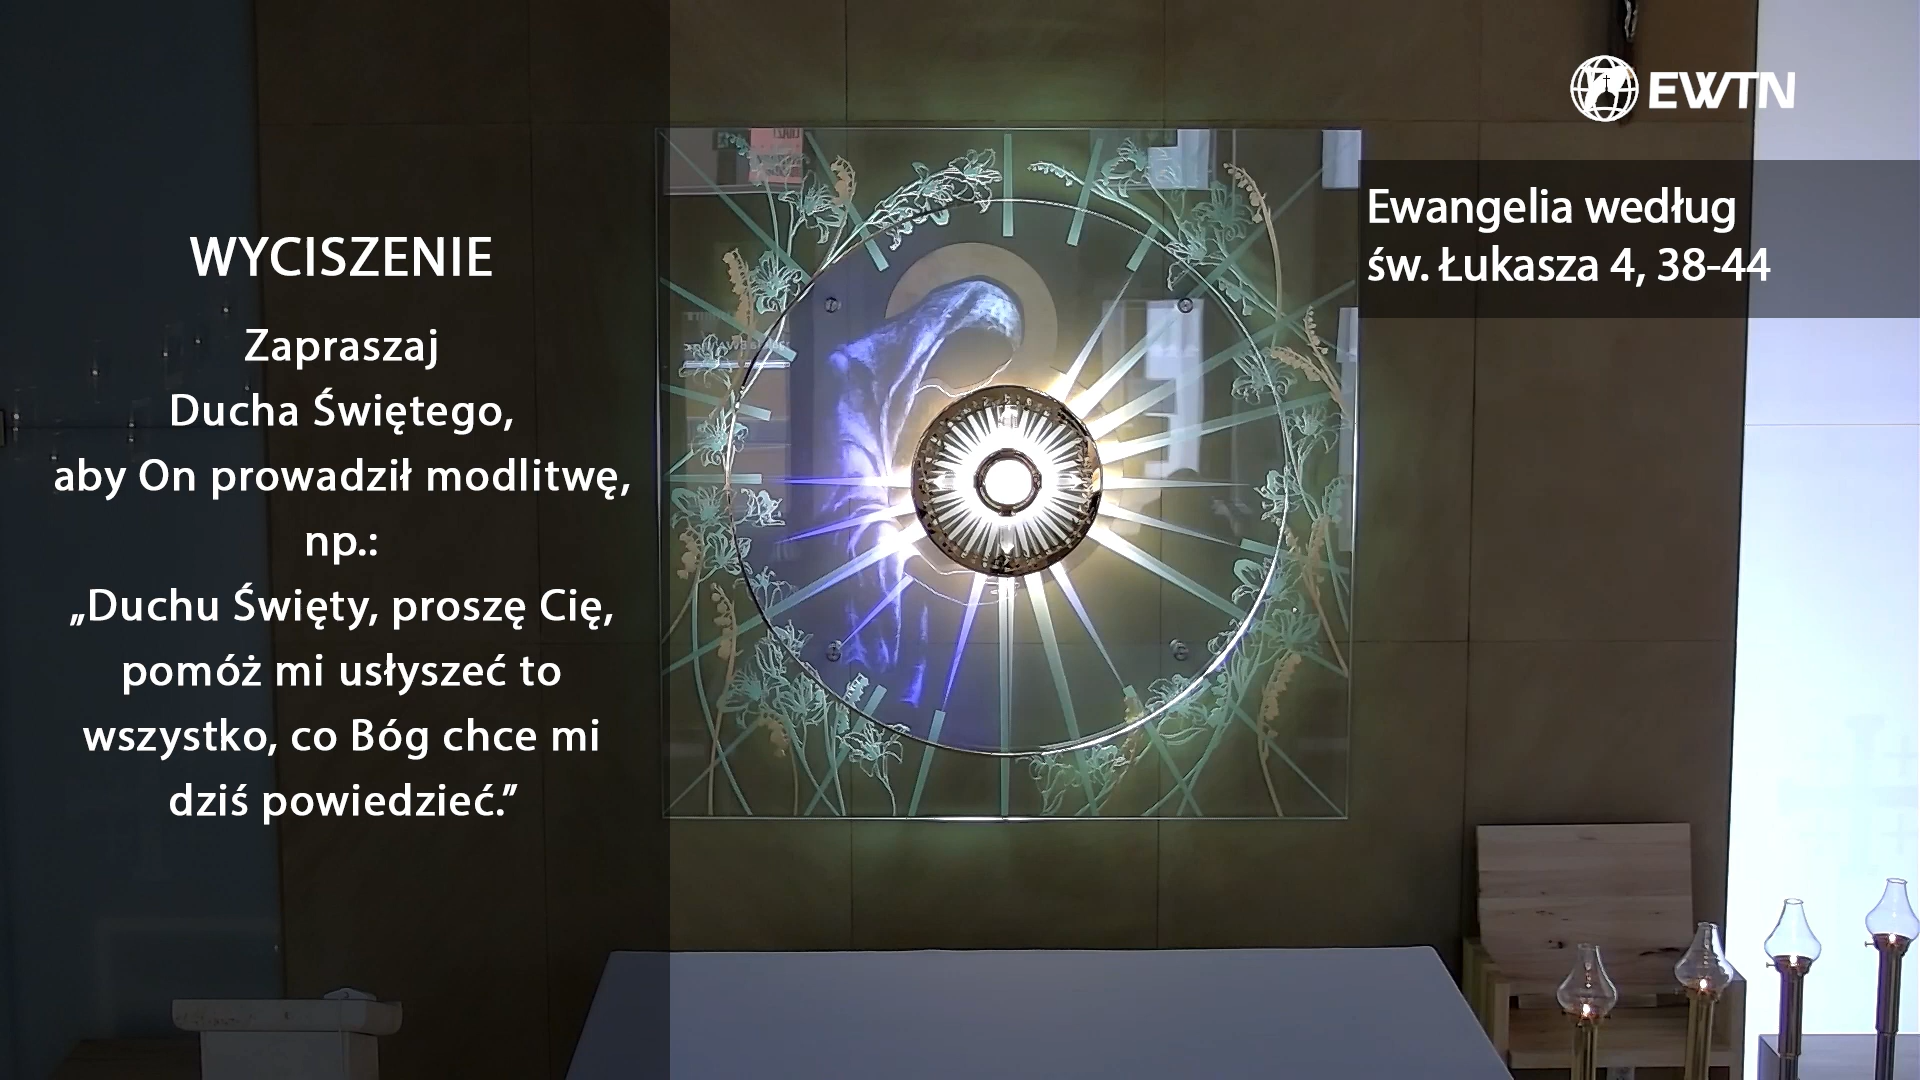 EWTN
Ewangelia według
św. Łukasza 4, 38-44
WYCISZENIE
Zapraszaj
Ducha Świętego,
aby On prowadził modlitwę,
np.:
„Duchu Święty, proszę Cię,
pomóż mi usłyszeć to
wszystko, co Bóg chce mi
dziś powiedzieć.”